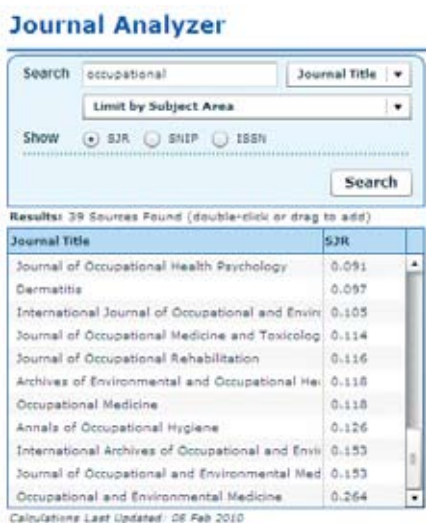 Journal Analyzer
Search occupational Journal Title
Limit by Subject Area
Show SJR SNIP ISSN
Search
Results: 39 Sources Found (double-click or drag to add)
Journal Title SJR
Journal of Occupational Health Psychology 0.091
Dermatitis 0.097
International Journal of Occupational and Envir 0.105
Journal of Occupational Medicine and Toxicolog 0.114
Journal of Occupational Rehabilitation 0.116
Archives of Environmental and Occupational Hea 0.118
Occupational Medicine 0.118
Annals of Occupational Hygiene 0.126
International Archives of Occupational and Envir 0.153
Journal of Occupational and Environmental Med 0.153
Occupational and Environmental Medicine 0.264
Calculations Last Updated: 06 Feb 2010